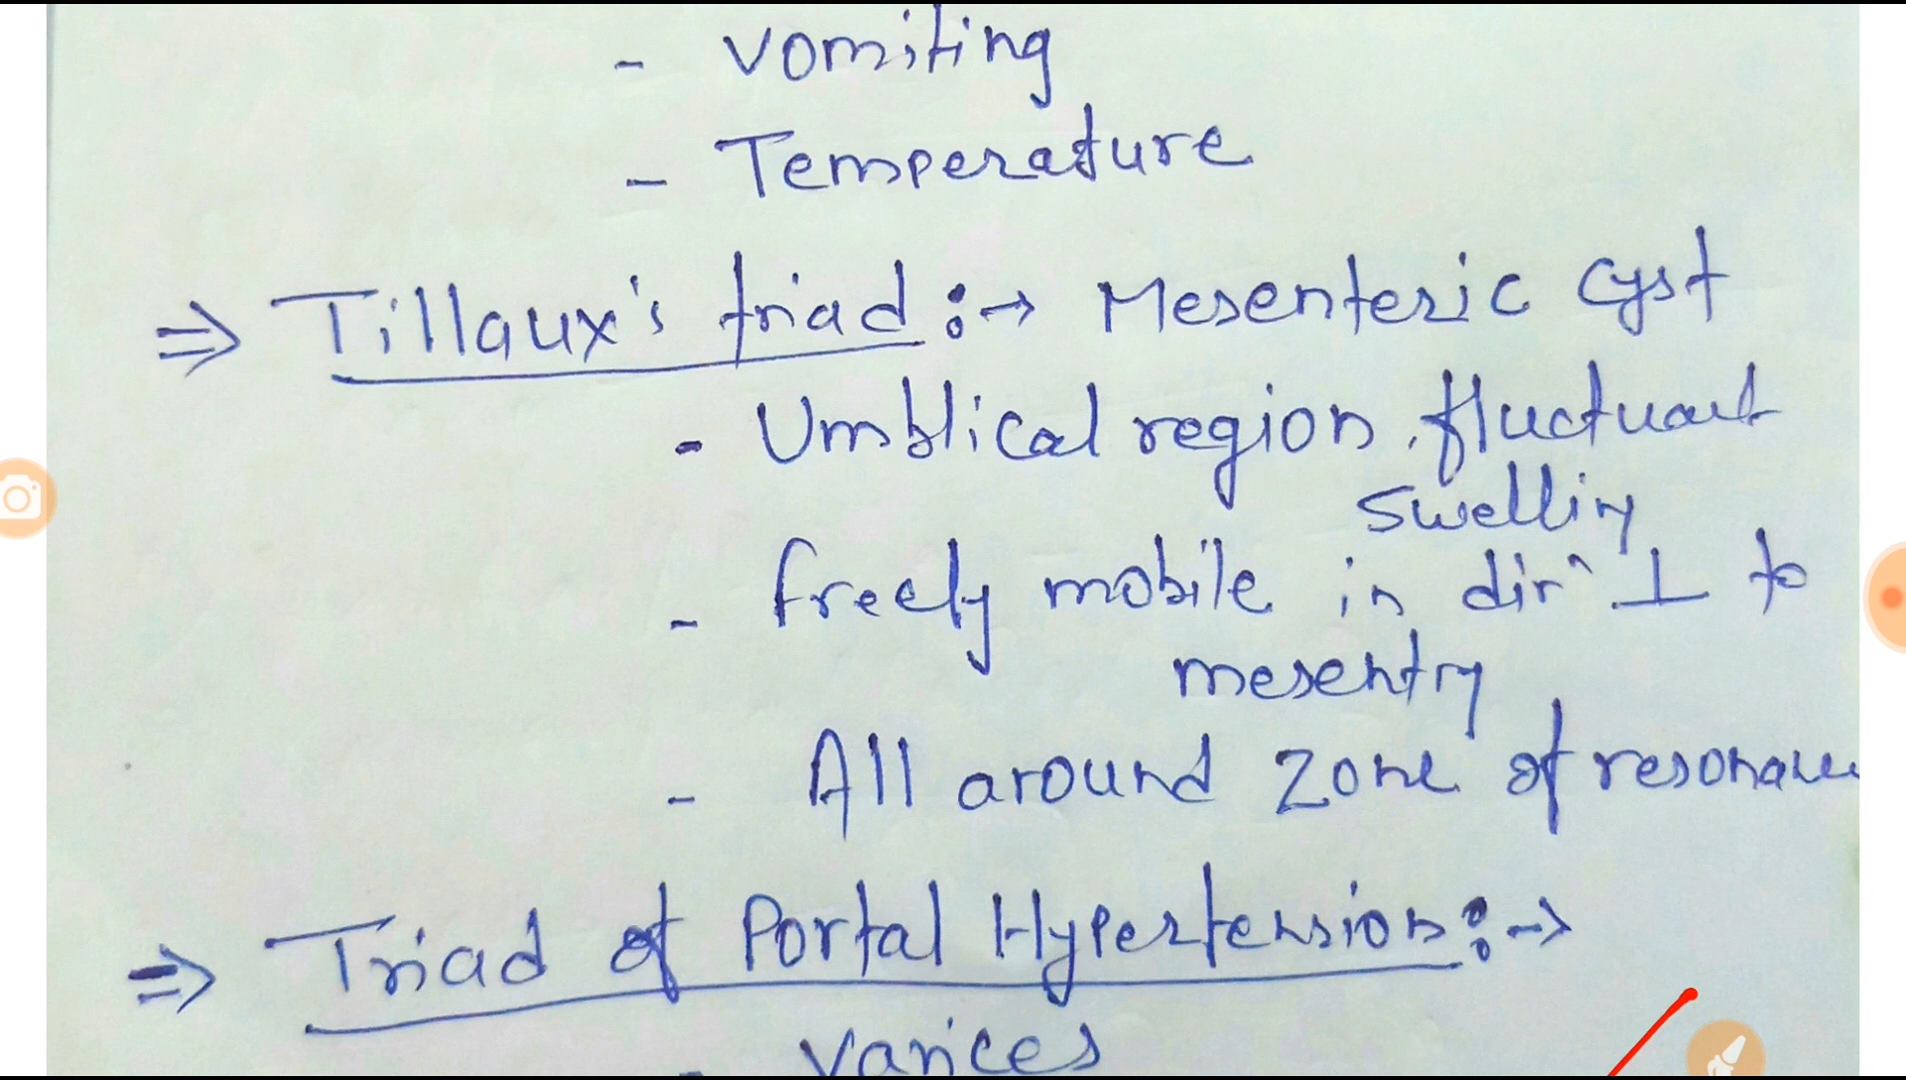 - Vomiting
- Temperature
⇒ Tillaux's triad :→ Mesenteric cyst
- Umblical region, fluctuant
swelling
- freely mobile in dirⁿ ⊥ to
mesentry
- All around zone of resonance
⇒ Triad of Portal Hypertension :→
- Varices